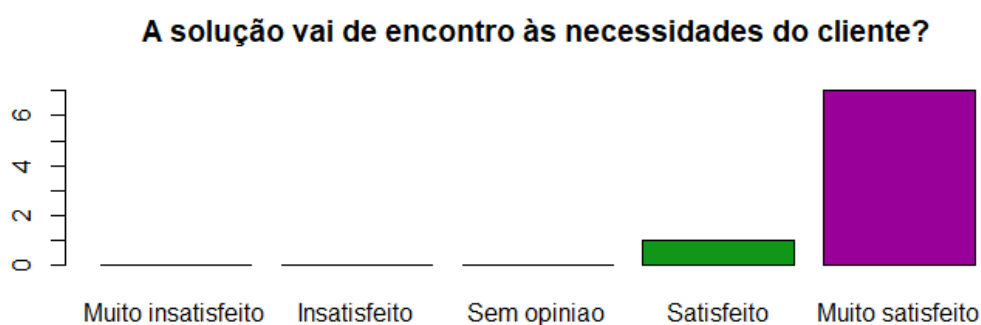 A solução vai de encontro às necessidades do cliente?
6
4
2
0
Muito insatisfeito Insatisfeito Sem opiniao Satisfeito Muito satisfeito